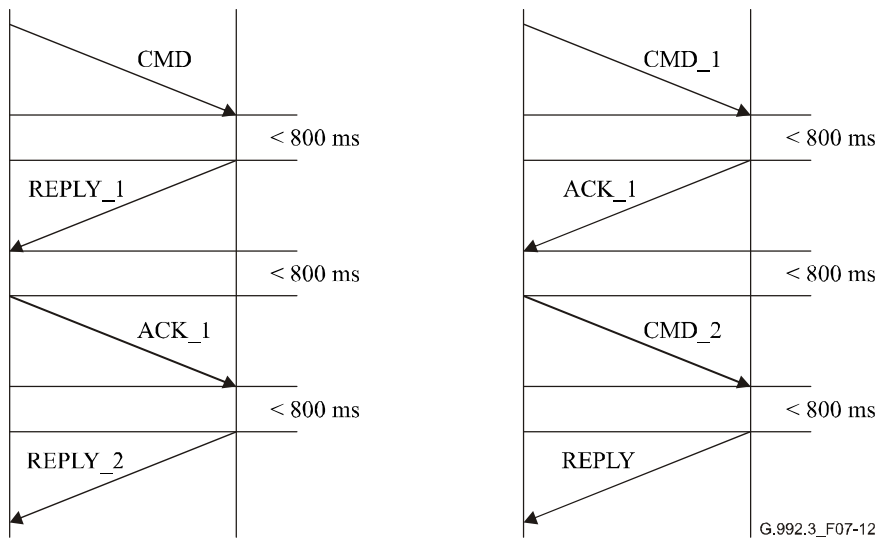 CMD
< 800 ms
REPLY_1
< 800 ms
ACK_1
< 800 ms
REPLY_2
CMD_1
< 800 ms
ACK_1
< 800 ms
CMD_2
< 800 ms
REPLY
G.992.3_F07-12